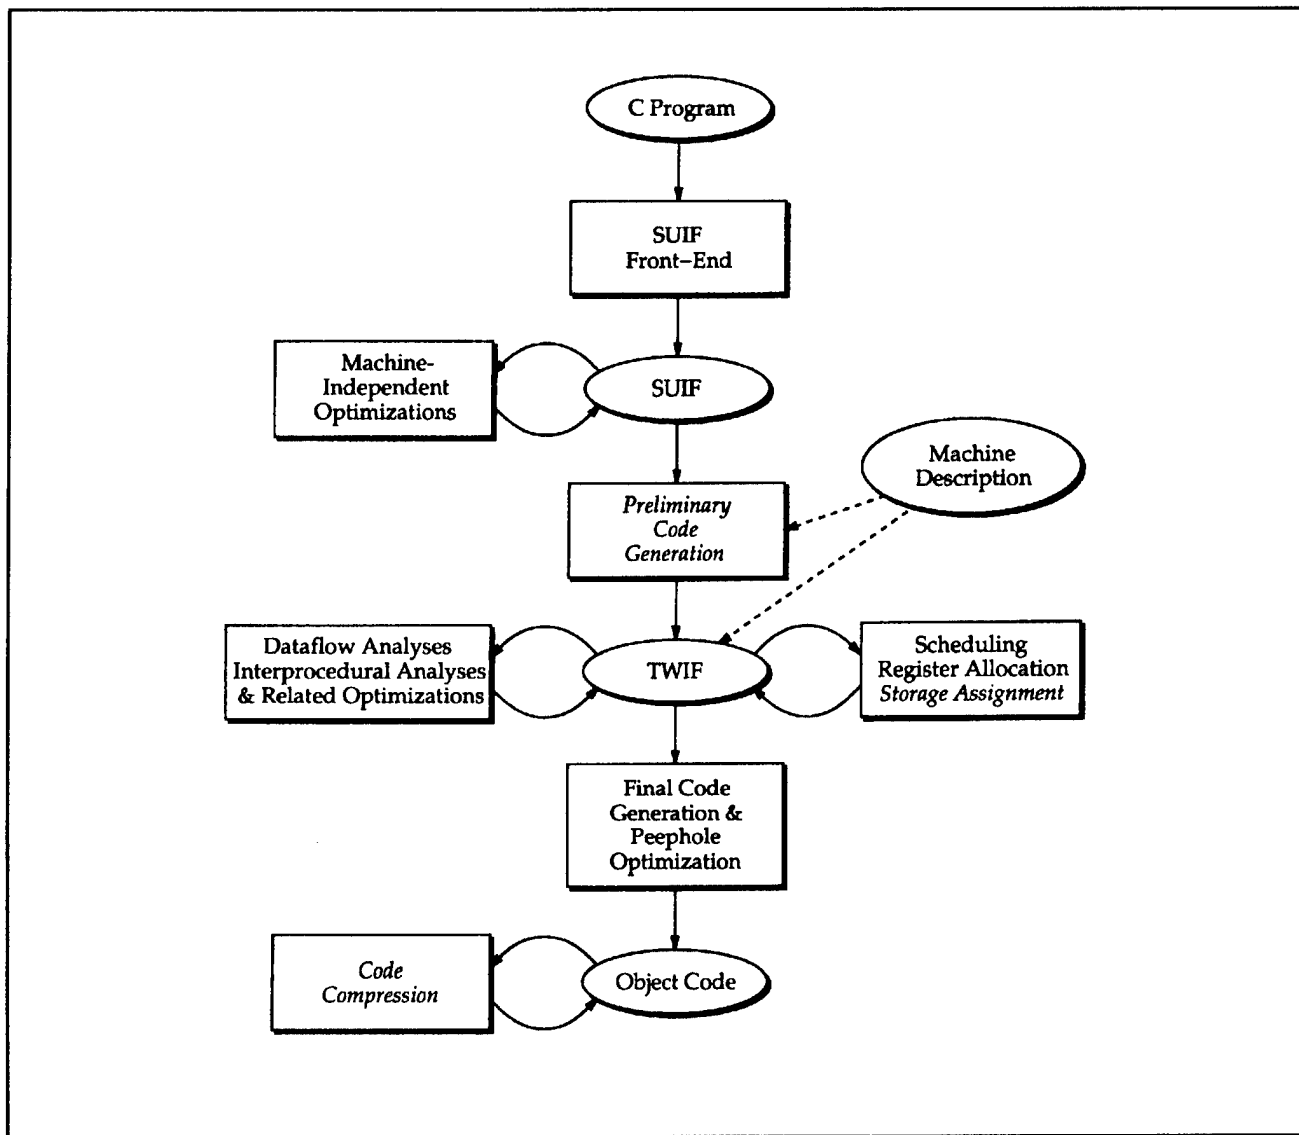 C Program
SUIF
Front–End
Machine-
Independent
Optimizations
SUIF
Machine
Description
Preliminary
Code
Generation
Dataflow Analyses
Interprocedural Analyses
& Related Optimizations
TWIF
Scheduling
Register Allocation
Storage Assignment
Final Code
Generation &
Peephole
Optimization
Code
Compression
Object Code